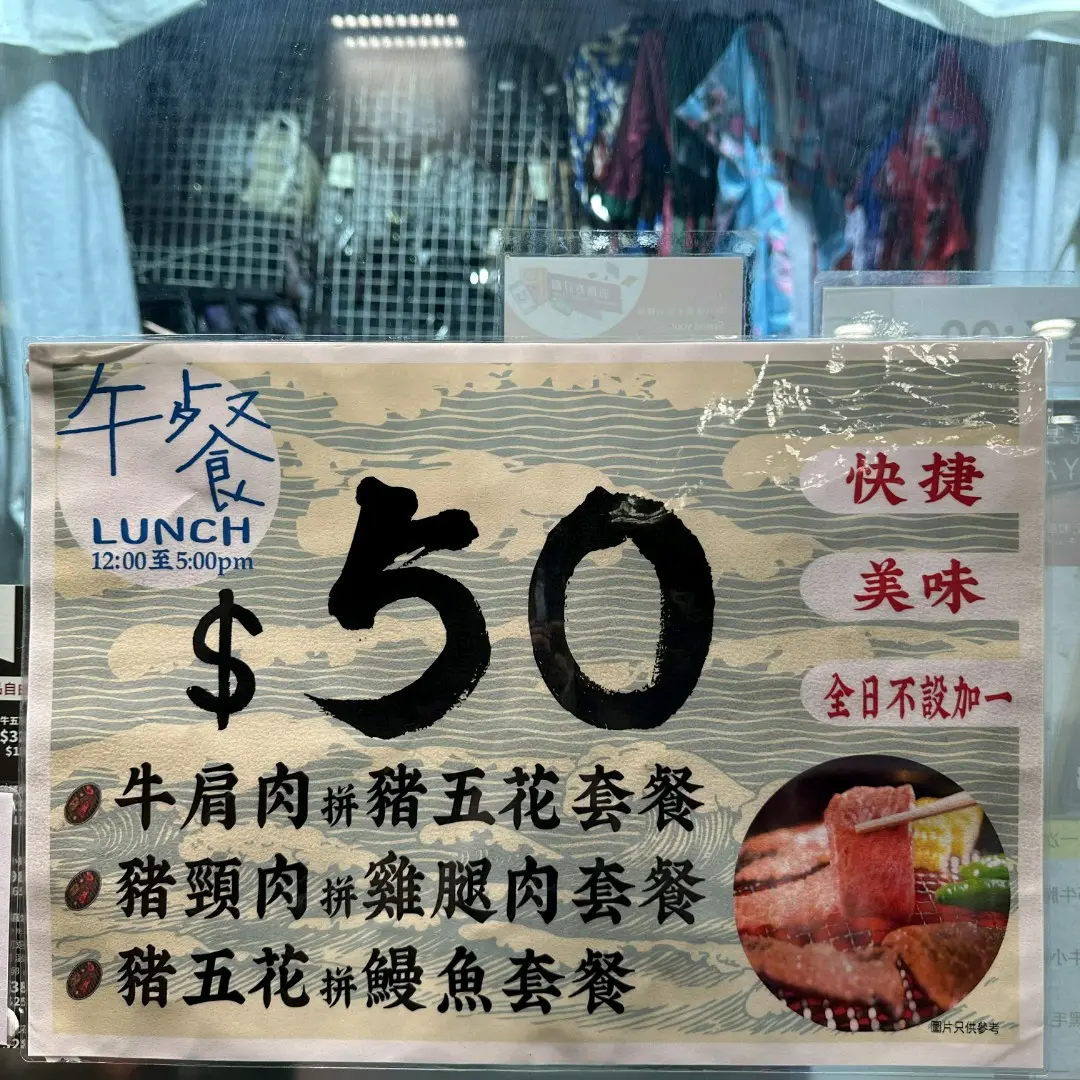 午餐
LUNCH
12:00至5:00pm
$50
快捷
美味
全日不設加一
牛肩肉拼豬五花套餐
豬頸肉拼雞腿肉套餐
豬五花拼鰻魚套餐
圖片只供參考